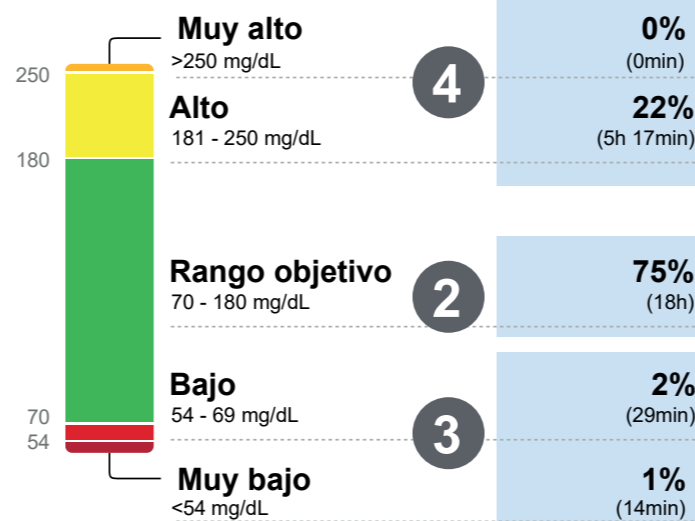 Muy alto
0%
>250 mg/dL
(0min)
250
4
Alto
22%
181 - 250 mg/dL
(5h 17min)
180
Rango objetivo
75%
70 - 180 mg/dL
(18h)
2
Bajo
2%
54 - 69 mg/dL
(29min)
70
54
3
Muy bajo
1%
<54 mg/dL
(14min)